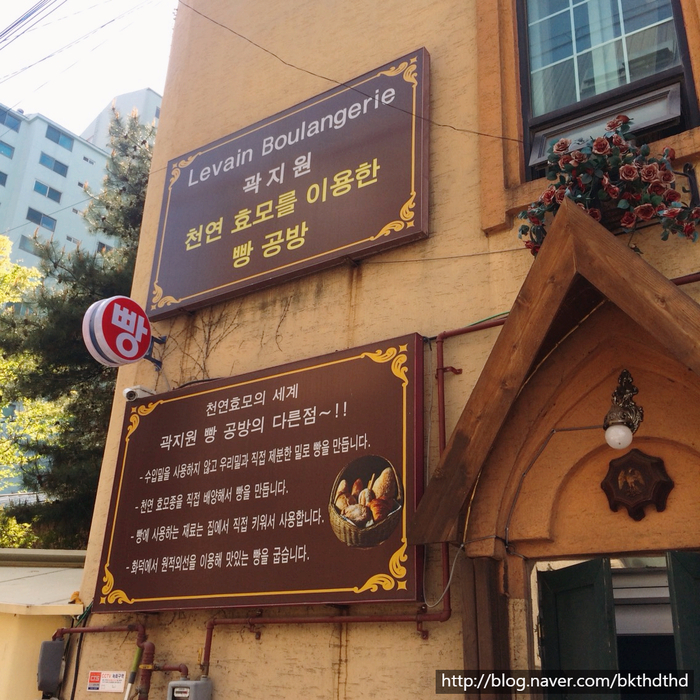 Levain Boulangerie
곽지원
천연 효모를 이용한
빵 공방
빵
천연효모의 세계
곽지원 빵 공방의 다른점~!!
- 수입밀을 사용하지 않고 우리밀과 직접 제분한 밀로 빵을 만듭니다.
- 천연 효모종을 직접 배양해서 빵을 만듭니다.
- 빵에 사용하는 재료는 집에서 직접 키워서 사용합니다.
- 화덕에서 원적외선을 이용해 맛있는 빵을 굽습니다.
http://blog.naver.com/bkthdthd